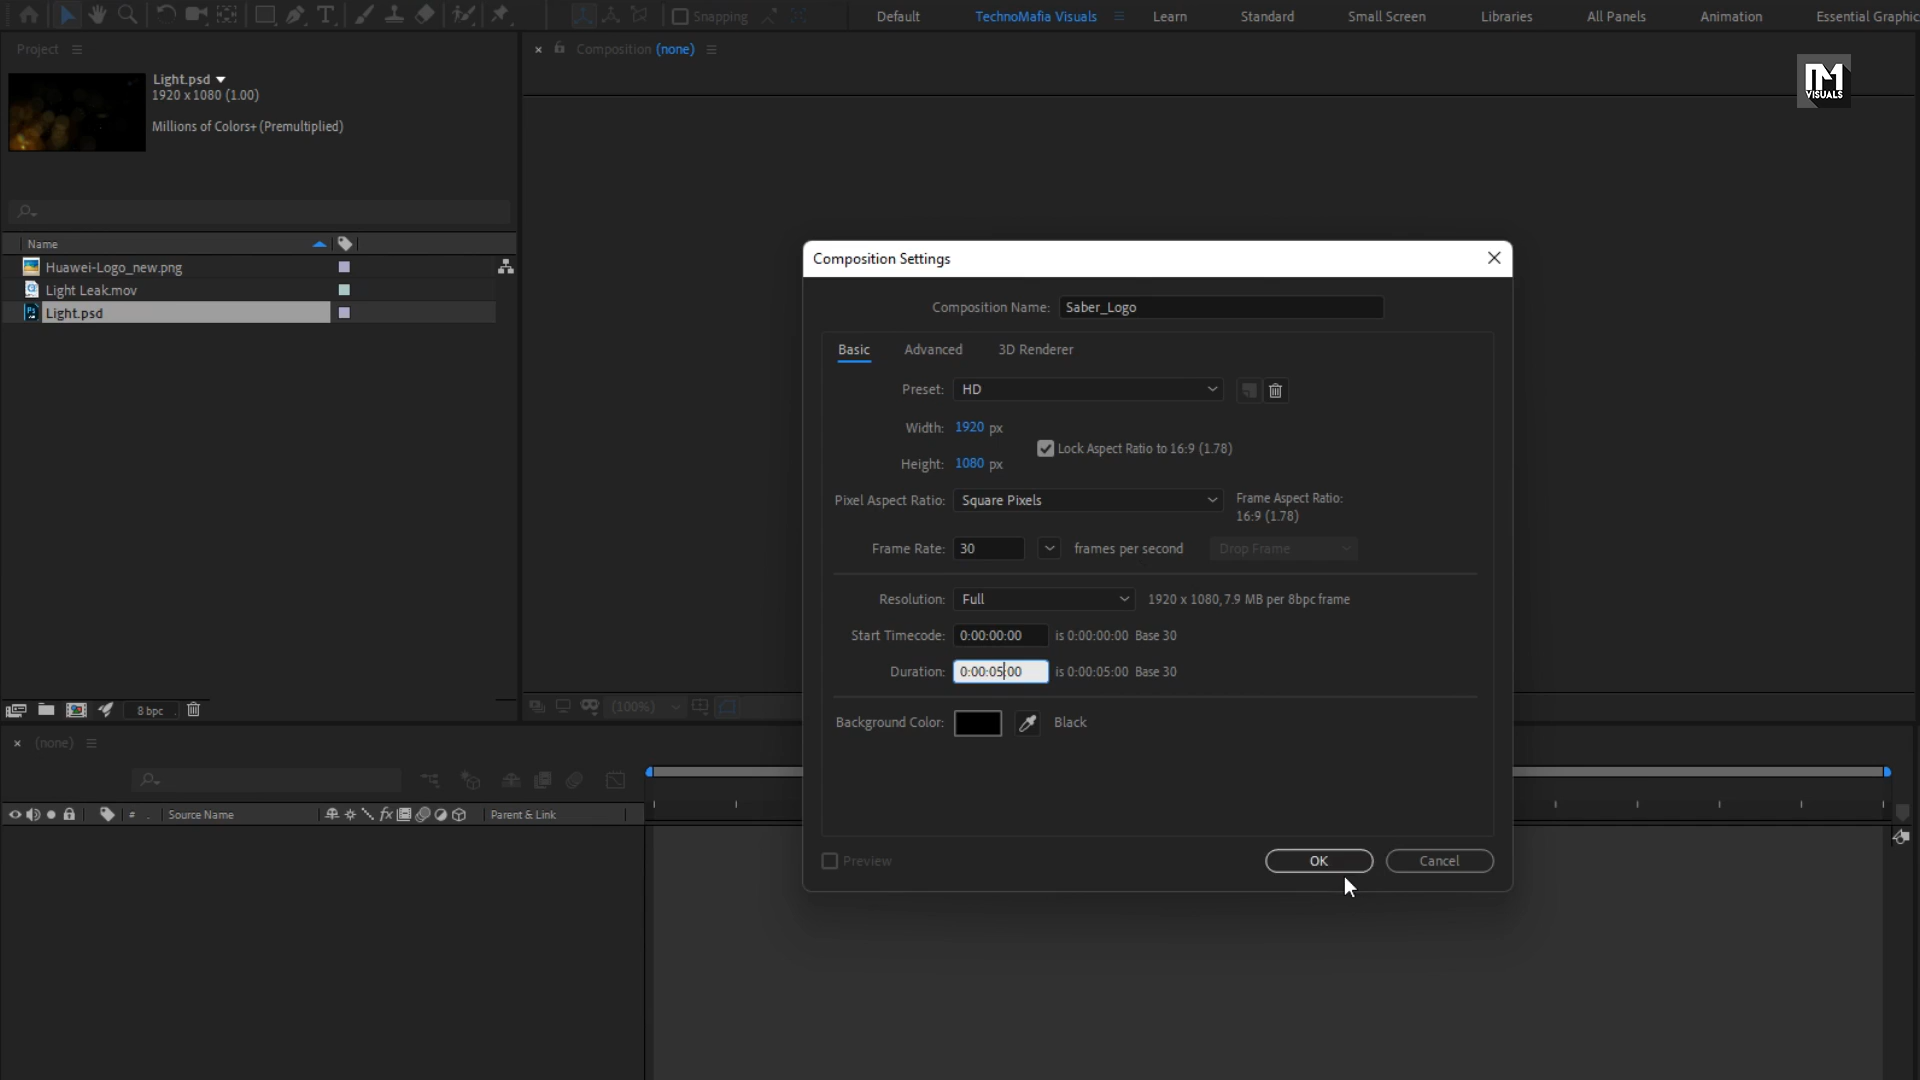 Snapping
Default
TechnoMafia Visuals
Learn
Standard
Small Screen
Libraries
All Panels
Animation
Essential Graphic
Project
Composition (none)
Light.psd
1920 x 1080 (1.00)
Millions of Colors+ (Premultiplied)
VISUALS
Name
Huawei-Logo_new.png
Light Leak.mov
Light.psd
Composition Settings
Composition Name: Saber_Logo
Basic
Advanced
3D Renderer
Preset: HD
Width: 1920 px
Lock Aspect Ratio to 16:9 (1.78)
Height: 1080 px
Pixel Aspect Ratio: Square Pixels
Frame Aspect Ratio:
16:9 (1.78)
Frame Rate: 30 frames per second Drop Frame
Resolution: Full 1920 x 1080, 7.9 MB per 8bpc frame
Start Timecode: 0:00:00:00 is 0:00:00:00 Base 30
Duration: 0:00:05:00 is 0:00:05:00 Base 30
Background Color: Black
Preview
OK
Cancel
8 bpc
(100%)
(none)
# Source Name
Parent & Link